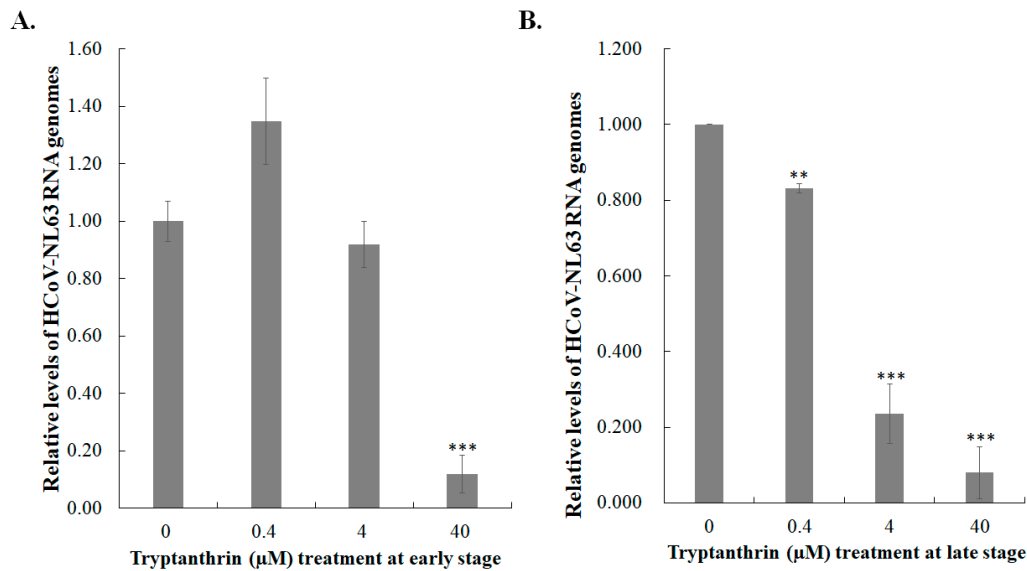 A.
Relative levels of HCoV-NL63 RNA genomes
1.60
1.40
1.20
1.00
0.80
0.60
0.40
0.20
0.00
***
0 0.4 4 40
Tryptanthrin (μM) treatment at early stage
B.
Relative levels of HCoV-NL63 RNA genomes
1.200
1.000
0.800
0.600
0.400
0.200
0.000
**
***
***
0 0.4 4 40
Tryptanthrin (μM) treatment at late stage